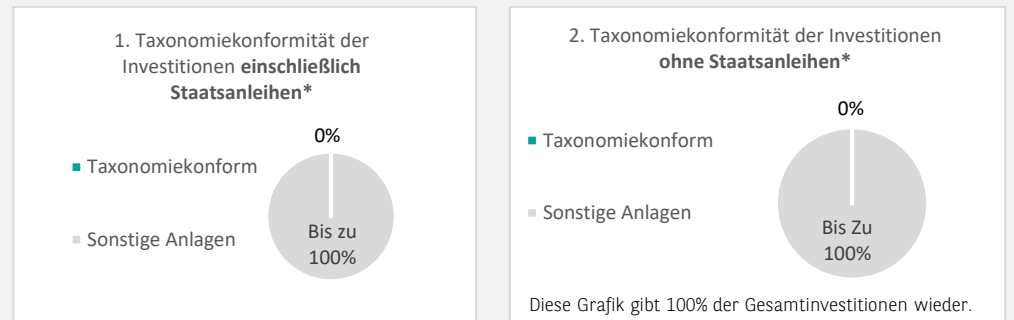 1. Taxonomiekonformität der
Investitionen einschließlich
Staatsanleihen*
0%
Taxonomiekonform
Sonstige Anlagen
Bis zu
100%
2. Taxonomiekonformität der Investitionen
ohne Staatsanleihen*
0%
Taxonomiekonform
Sonstige Anlagen
Bis Zu
100%
Diese Grafik gibt 100% der Gesamtinvestitionen wieder.